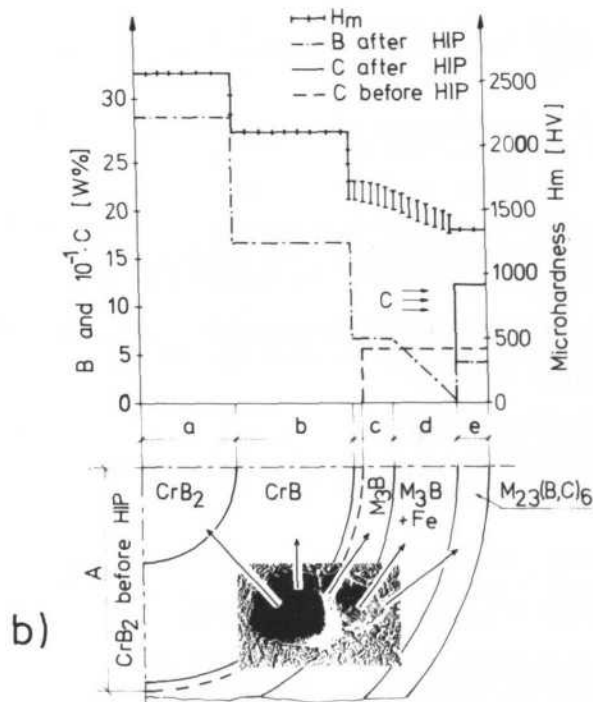 Hm
B after HIP
C after HIP
C before HIP
B and 10⁻¹·C [W%]
30
25
20
15
10
5
0
Microhardness Hm [HV]
2500
2000
1500
1000
500
0
C
a
b
c
d
e
CrB₂
CrB
M₃B
M₃B
+Fe
M₂₃(B,C)₆
A
CrB₂ before HIP
b)